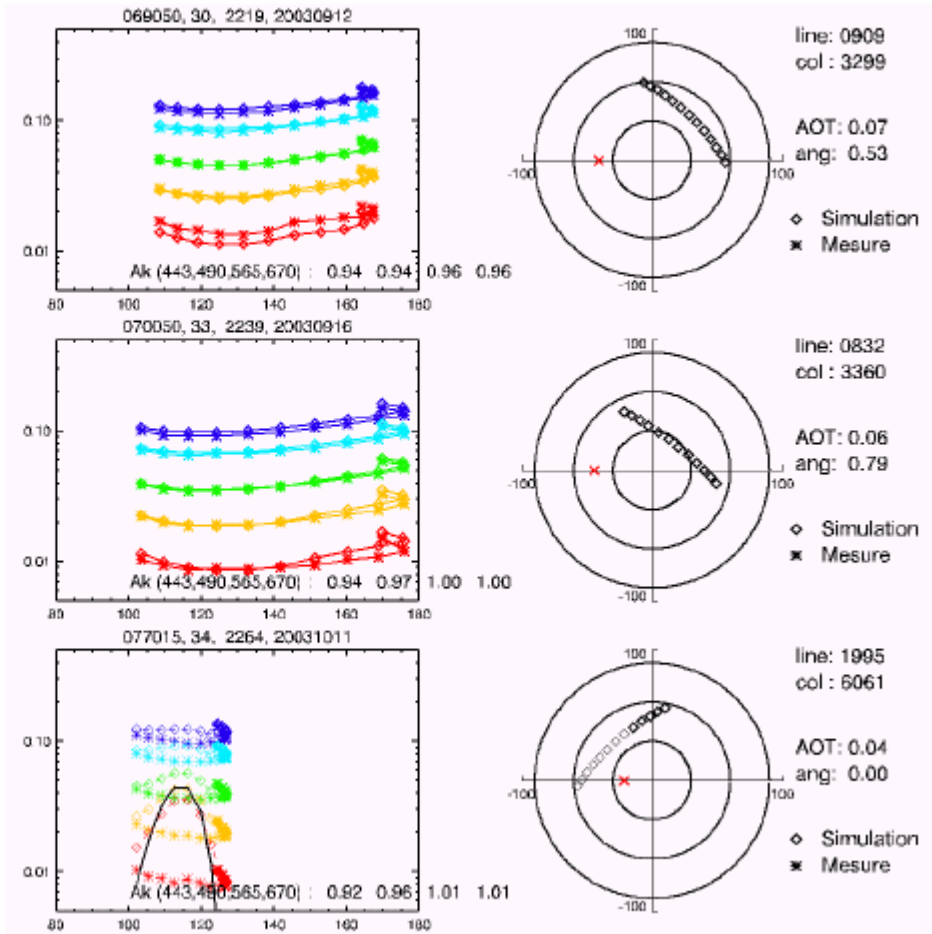 069050, 30,  2219, 20030912
0.10
0.01
Ak (443,490,565,670) :  0.94  0.94  0.96  0.96
80 100 120 140 160 180
100
-100 100
-100
line: 0909
col : 3299
AOT: 0.07
ang:  0.53
Simulation
Mesure
070050, 33,  2239, 20030916
0.10
0.01
Ak (443,490,565,670) :  0.94  0.97  1.00  1.00
80 100 120 140 160 180
100
-100 100
-100
line: 0832
col : 3360
AOT: 0.06
ang:  0.79
Simulation
Mesure
077015, 34,  2264, 20031011
0.10
0.01
Ak (443,490,565,670) :  0.92  0.96  1.01  1.01
80 100 120 140 160 180
100
-100 100
-100
line: 1995
col : 6061
AOT: 0.04
ang:  0.00
Simulation
Mesure